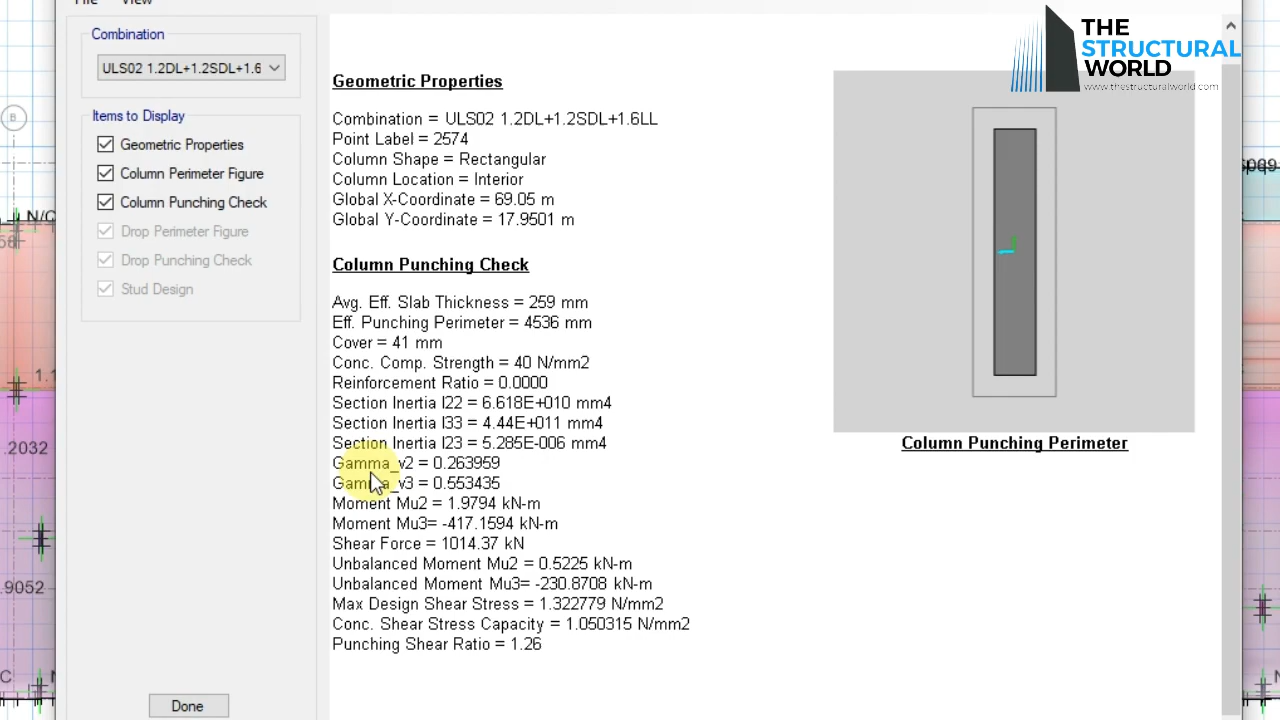 File View
THE
STRUCTURAL
WORLD
www.thestructuralworld.com
Combination
ULS02 1.2DL+1.2SDL+1.6
Items to Display
Geometric Properties
Column Perimeter Figure
Column Punching Check
Drop Perimeter Figure
Drop Punching Check
Stud Design
Done
Geometric Properties
Combination = ULS02 1.2DL+1.2SDL+1.6LL
Point Label = 2574
Column Shape = Rectangular
Column Location = Interior
Global X-Coordinate = 69.05 m
Global Y-Coordinate = 17.9501 m
Column Punching Check
Avg. Eff. Slab Thickness = 259 mm
Eff. Punching Perimeter = 4536 mm
Cover = 41 mm
Conc. Comp. Strength = 40 N/mm2
Reinforcement Ratio = 0.0000
Section Inertia I22 = 6.618E+010 mm4
Section Inertia I33 = 4.44E+011 mm4
Section Inertia I23 = 5.285E-006 mm4
Gamma_v2 = 0.263959
Gamma_v3 = 0.553435
Moment Mu2 = 1.9794 kN-m
Moment Mu3= -417.1594 kN-m
Shear Force = 1014.37 kN
Unbalanced Moment Mu2 = 0.5225 kN-m
Unbalanced Moment Mu3= -230.8708 kN-m
Max Design Shear Stress = 1.322779 N/mm2
Conc. Shear Stress Capacity = 1.050315 N/mm2
Punching Shear Ratio = 1.26
Column Punching Perimeter
B
N/C
1.1
.2032
.9052
C